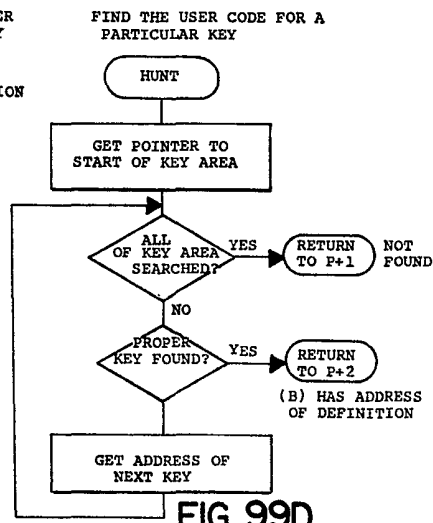 ER
Y
ION
FIND THE USER CODE FOR A
PARTICULAR KEY
HUNT
GET POINTER TO
START OF KEY AREA
ALL
OF KEY AREA
SEARCHED?
YES
RETURN
TO P+1
NOT
FOUND
NO
PROPER
KEY FOUND?
YES
RETURN
TO P+2
(B) HAS ADDRESS
OF DEFINITION
GET ADDRESS OF
NEXT KEY
FIG 99D